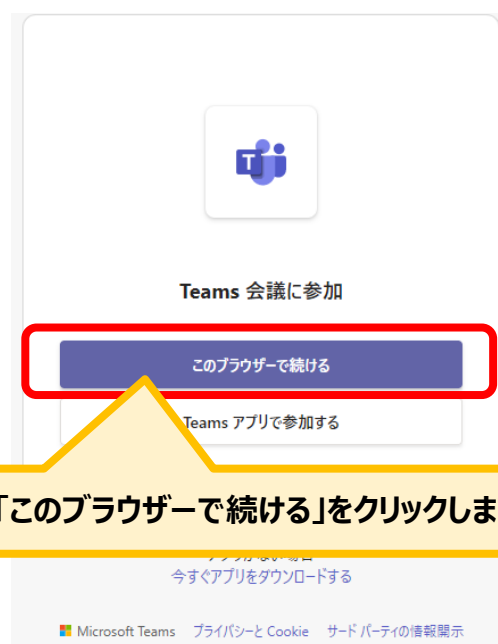 Teams 会議に参加
このブラウザーで続ける
Teams アプリで参加する
「このブラウザーで続ける」をクリックしま
今すぐアプリをダウンロードする
Microsoft Teams プライバシーと Cookie サード パーティの情報開示